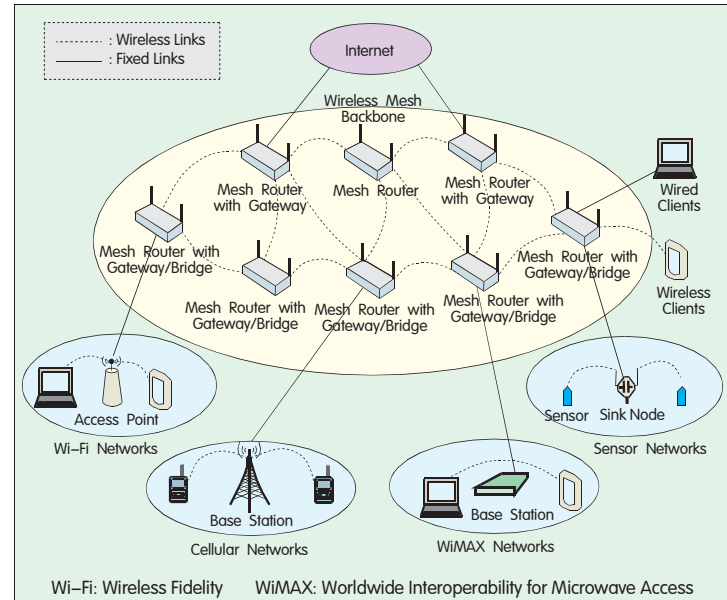 : Wireless Links
: Fixed Links
Internet
Wireless Mesh
Backbone
Mesh Router
with Gateway
Mesh Router
Mesh Router
with Gateway
Wired
Clients
Mesh Router with
Gateway/Bridge
Mesh Router with
Gateway/Bridge
Mesh Router with
Gateway/Bridge
Mesh Router with
Gateway/Bridge
Mesh Router with
Gateway/Bridge
Wireless
Clients
Access Point
Wi–Fi Networks
Sensor
Sink Node
Sensor Networks
Base Station
Cellular Networks
Base Station
WiMAX Networks
Wi–Fi: Wireless Fidelity WiMAX: Worldwide Interoperability for Microwave Access